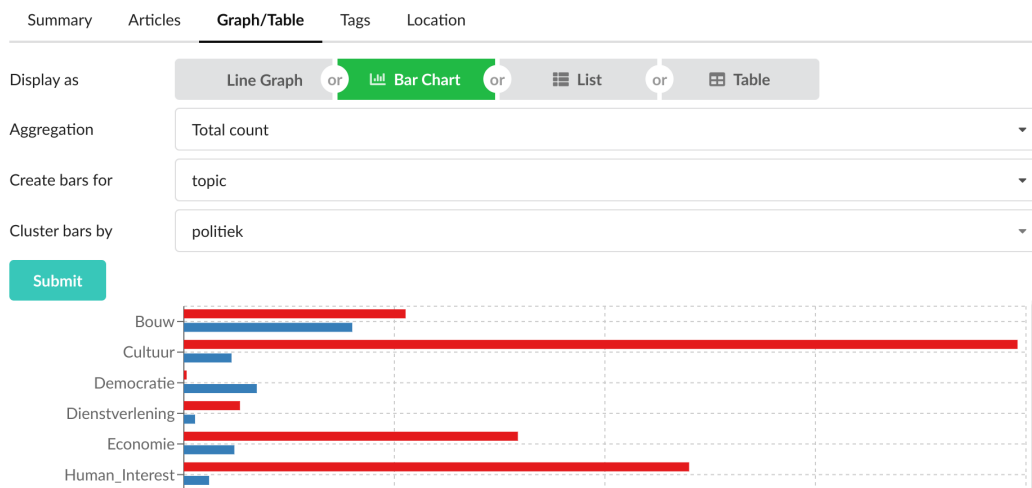 Summary Articles Graph/Table Tags Location
Display as Line Graph or Bar Chart or List or Table
Aggregation Total count
Create bars for topic
Cluster bars by politiek
Submit
Bouw
Cultuur
Democratie
Dienstverlening
Economie
Human_Interest